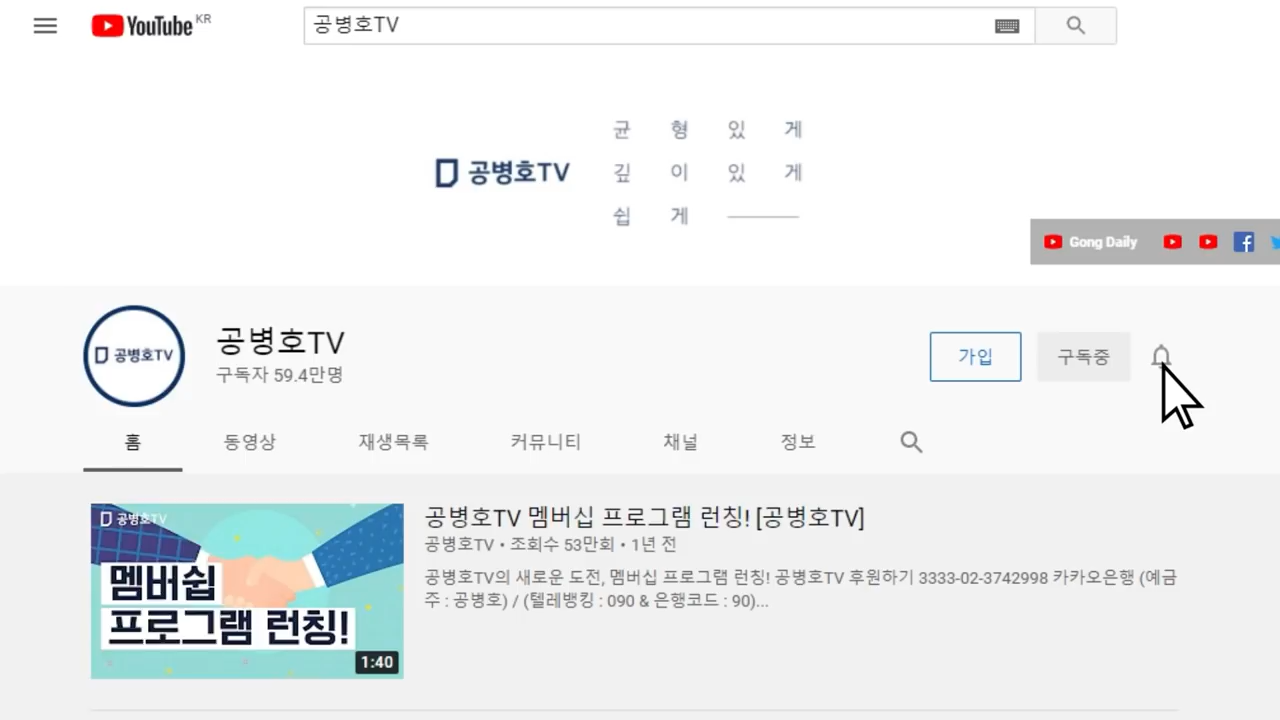 YouTube KR
공병호TV
균 형 있 게
공병호TV
깊 이 있 게
쉽 게
Gong Daily
공병호TV
공병호TV
구독자 59.4만명
가입
구독중
홈 동영상 재생목록 커뮤니티 채널 정보
공병호TV
멤버쉽
프로그램 런칭!
1:40
공병호TV 멤버십 프로그램 런칭! [공병호TV]
공병호TV • 조회수 53만회 • 1년 전
공병호TV의 새로운 도전, 멤버십 프로그램 런칭! 공병호TV 후원하기 3333-02-3742998 카카오은행 (예금
주 : 공병호) / (텔레뱅킹 : 090 & 은행코드 : 90)...